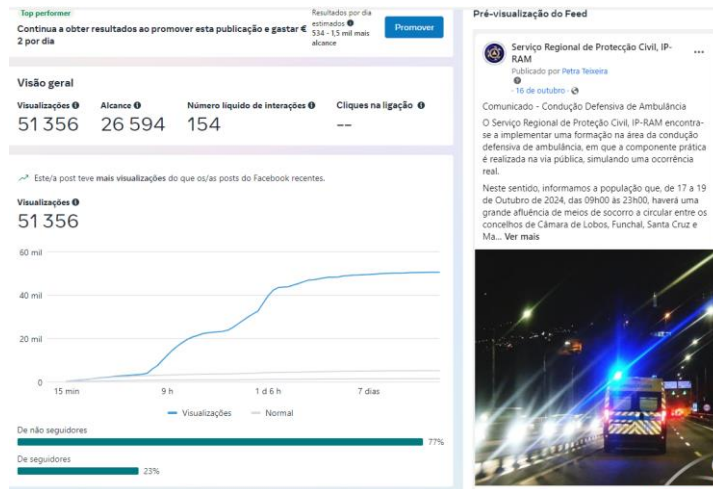 Top performer
Continua a obter resultados ao promover esta publicação e gastar €
2 por dia
Resultados por dia
estimados
534 - 1,5 mil mais
alcance
Promover
Visão geral
Visualizações Alcance Número líquido de interações Cliques na ligação
51 356 26 594 154 --
Este/a post teve mais visualizações do que os/as posts do Facebook recentes.
Visualizações
51 356
60 mil
40 mil
20 mil
0
15 min 9 h 1 d 6 h 7 dias
Visualizações Normal
De não seguidores
77%
De seguidores
23%
Pré-visualização do Feed
Serviço Regional de Protecção Civil, IP-
RAM
Publicado por Petra Teixeira
· 16 de outubro ·
Comunicado - Condução Defensiva de Ambulância
O Serviço Regional de Proteção Civil, IP-RAM encontra-
se a implementar uma formação na área da condução
defensiva de ambulância, em que a componente prática
é realizada na via pública, simulando uma ocorrência
real.
Neste sentido, informamos a população que, de 17 a 19
de Outubro de 2024, das 09h00 às 23h00, haverá uma
grande afluência de meios de socorro a circular entre os
concelhos de Câmara de Lobos, Funchal, Santa Cruz e
Ma... Ver mais